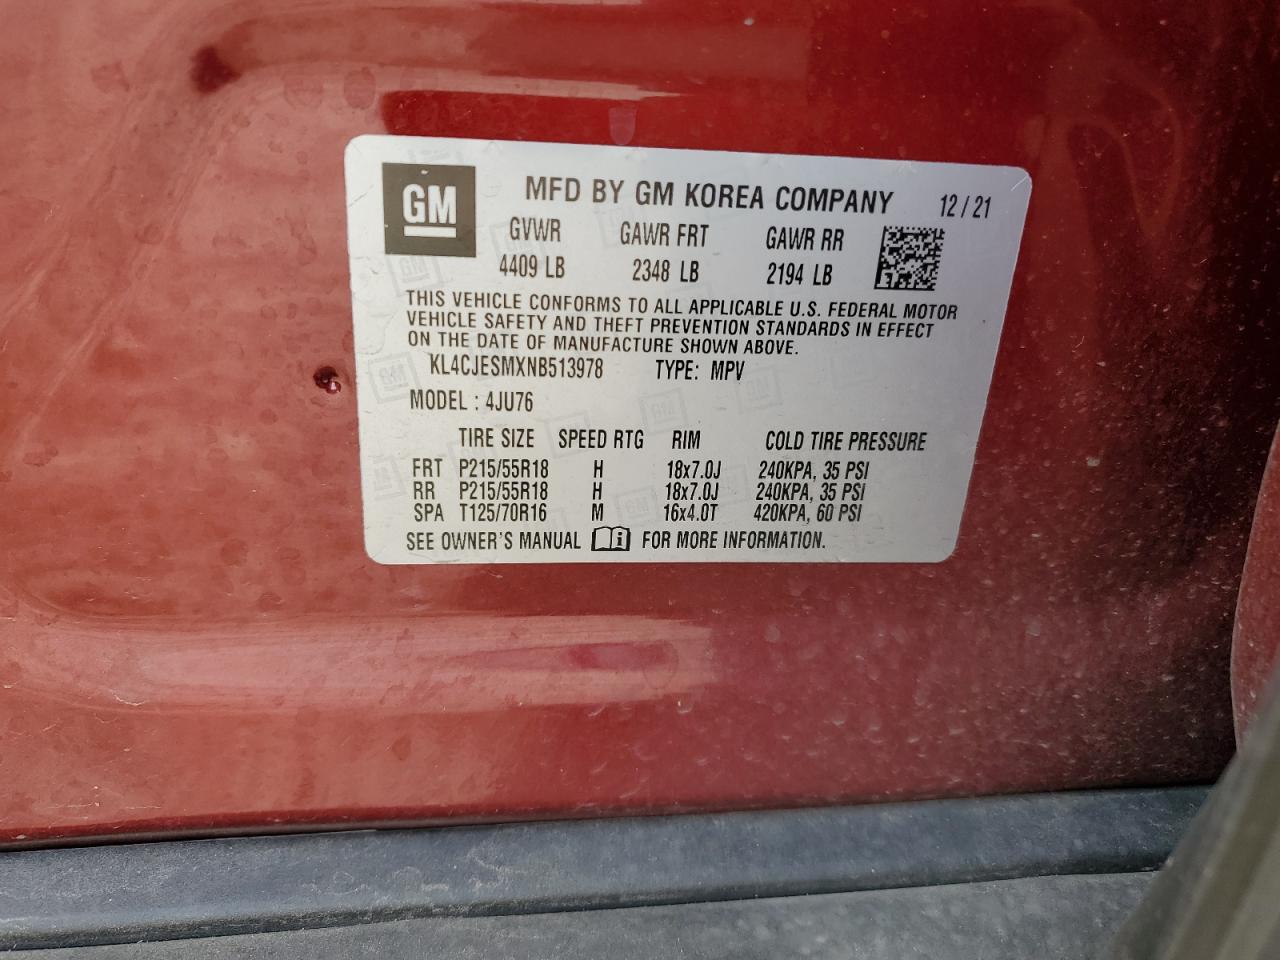 GM
MFD BY GM KOREA COMPANY 12 / 21
GVWR GAWR FRT GAWR RR
4409 LB 2348 LB 2194 LB
THIS VEHICLE CONFORMS TO ALL APPLICABLE U.S. FEDERAL MOTOR
VEHICLE SAFETY AND THEFT PREVENTION STANDARDS IN EFFECT
ON THE DATE OF MANUFACTURE SHOWN ABOVE.
KL4CJESMXNB513978 TYPE: MPV
MODEL : 4JU76
TIRE SIZE SPEED RTG RIM COLD TIRE PRESSURE
FRT P215/55R18 H 18x7.0J 240KPA, 35 PSI
RR P215/55R18 H 18x7.0J 240KPA, 35 PSI
SPA T125/70R16 M 16x4.0T 420KPA, 60 PSI
SEE OWNER'S MANUAL i FOR MORE INFORMATION.